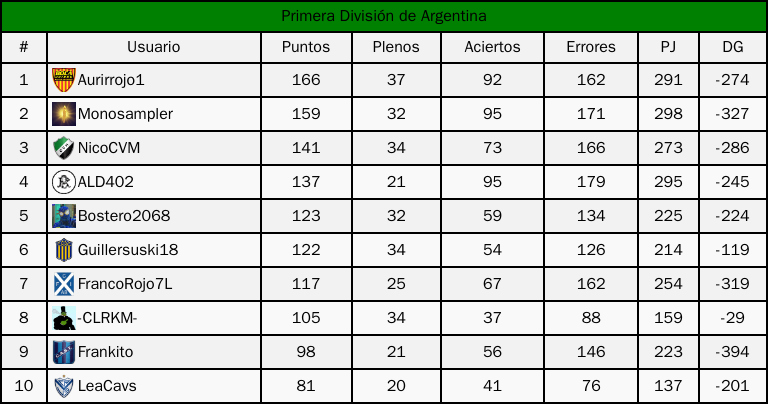 Primera División de Argentina
# Usuario Puntos Plenos Aciertos Errores PJ DG
1 Aurirrojo1 166 37 92 162 291 -274
2 Monosampler 159 32 95 171 298 -327
3 NicoCVM 141 34 73 166 273 -286
4 ALD402 137 21 95 179 295 -245
5 Bostero2068 123 32 59 134 225 -224
6 Guillersuski18 122 34 54 126 214 -119
7 FrancoRojo7L 117 25 67 162 254 -319
8 -CLRKM- 105 34 37 88 159 -29
9 Frankito 98 21 56 146 223 -394
10 LeaCavs 81 20 41 76 137 -201